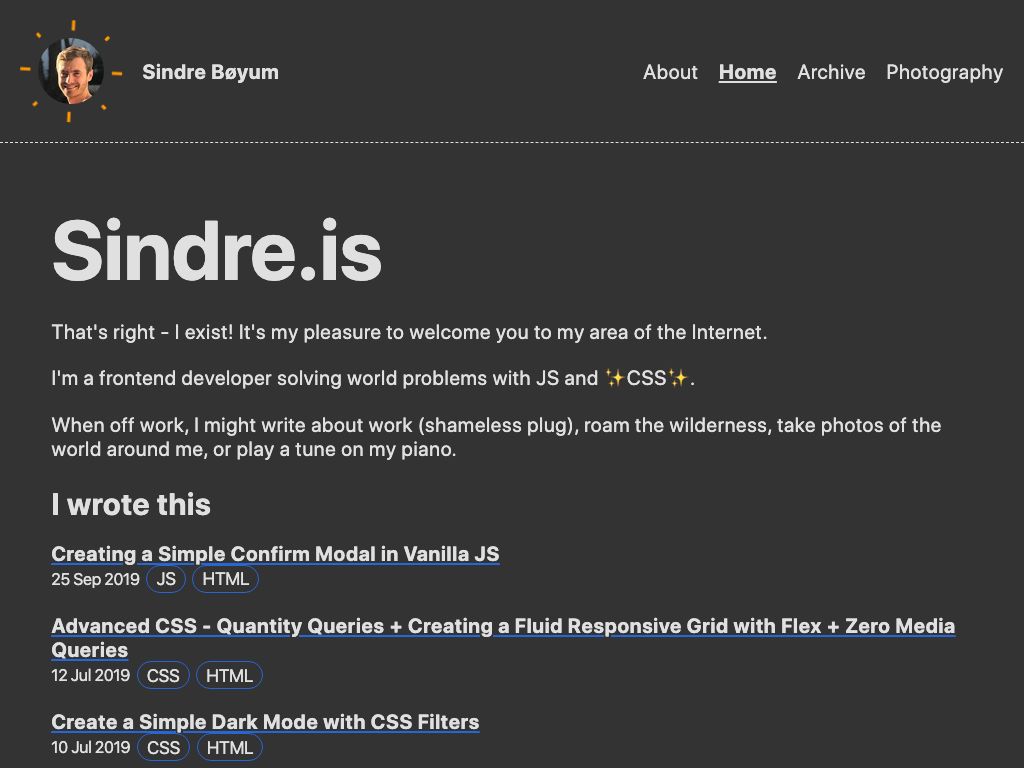 Sindre Bøyum
About Home Archive Photography
Sindre.is
That's right - I exist! It's my pleasure to welcome you to my area of the Internet.
I'm a frontend developer solving world problems with JS and ✨CSS✨.
When off work, I might write about work (shameless plug), roam the wilderness, take photos of the
world around me, or play a tune on my piano.
I wrote this
Creating a Simple Confirm Modal in Vanilla JS
25 Sep 2019 JS HTML
Advanced CSS - Quantity Queries + Creating a Fluid Responsive Grid with Flex + Zero Media
Queries
12 Jul 2019 CSS HTML
Create a Simple Dark Mode with CSS Filters
10 Jul 2019 CSS HTML